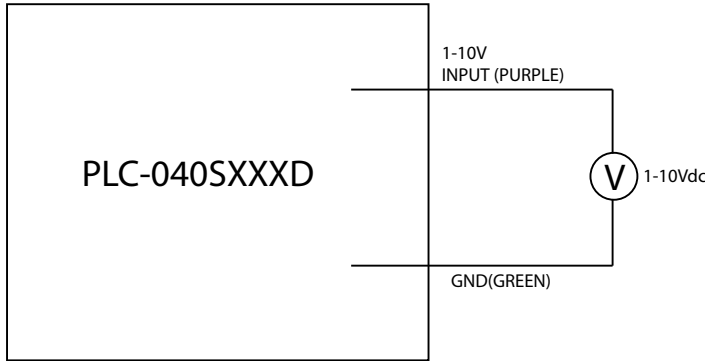 1-10V
INPUT (PURPLE)
PLC-040SXXXD
V
1-10Vdc
GND(GREEN)